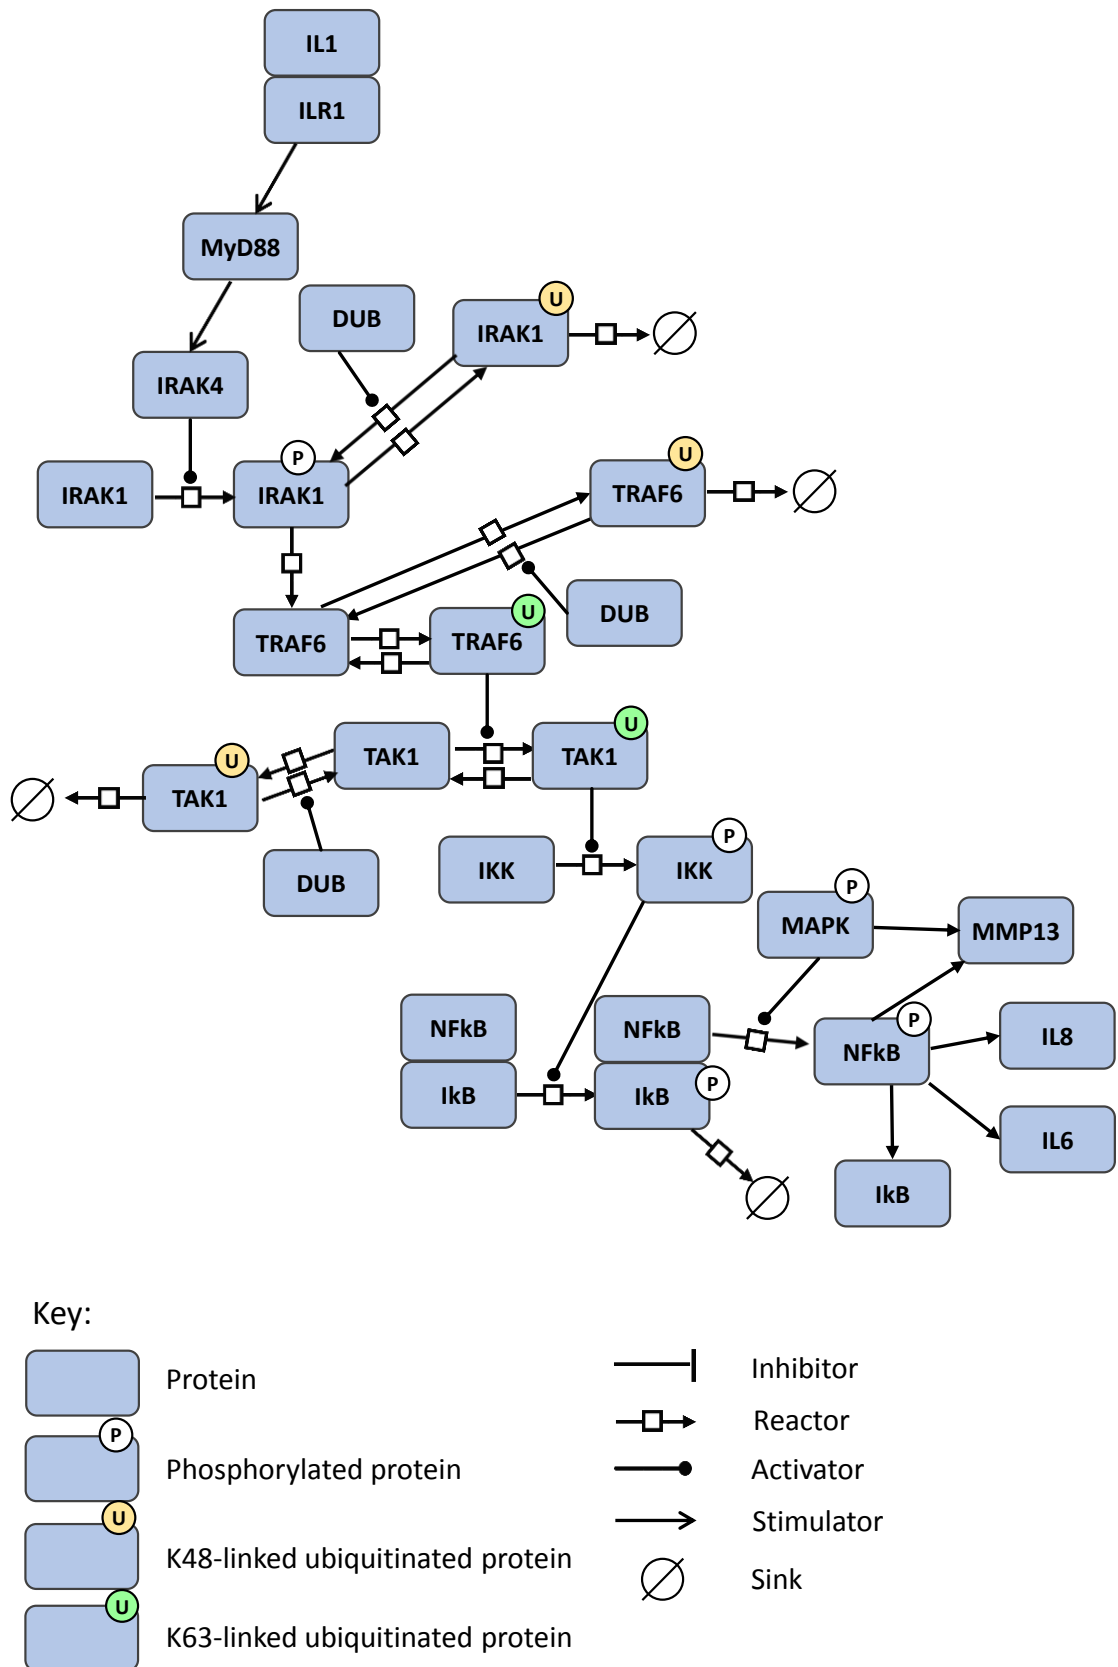 IL1
ILR1
MyD88
DUB
U
IRAK1
IRAK4
P
IRAK1
IRAK1
U
TRAF6
DUB
TRAF6
U
TRAF6
U
TAK1
TAK1
U
TAK1
DUB
IKK
P
IKK
P
MAPK
MMP13
NFkB
IkB
NFkB
P
IkB
P
NFkB
IL8
IL6
IkB
Key:
Protein
P
Phosphorylated protein
U
K48-linked ubiquitinated protein
U
K63-linked ubiquitinated protein
Inhibitor
Reactor
Activator
Stimulator
Sink